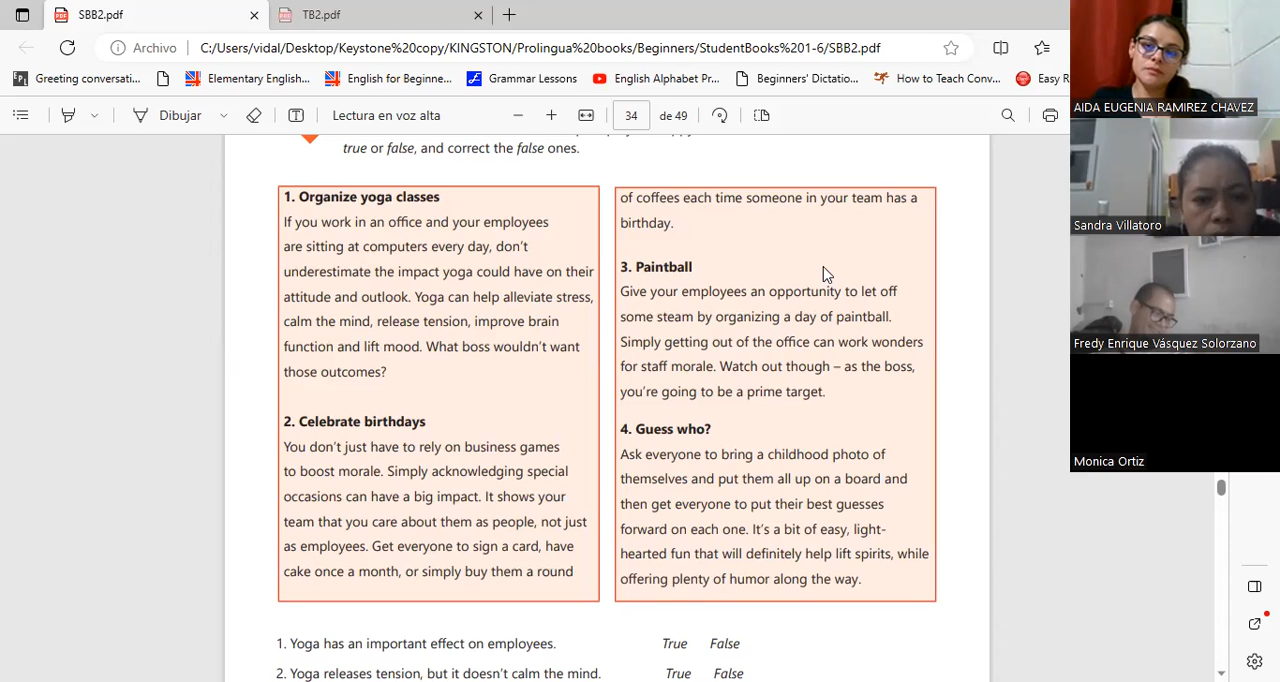 SBB2.pdf
TB2.pdf
Archivo
C:/Users/vidal/Desktop/Keystone%20copy/KINGSTON/Prolingua%20books/Beginners/StudentBooks%201-6/SBB2.pdf
Greeting conversati...
Elementary English...
English for Beginne...
Grammar Lessons
English Alphabet Pr...
Beginners' Dictatio...
How to Teach Conv...
Easy R
Dibujar
Lectura en voz alta
34
de 49
true or false, and correct the false ones.
1. Organize yoga classes
If you work in an office and your employees
are sitting at computers every day, don't
underestimate the impact yoga could have on their
attitude and outlook. Yoga can help alleviate stress,
calm the mind, release tension, improve brain
function and lift mood. What boss wouldn't want
those outcomes?
2. Celebrate birthdays
You don't just have to rely on business games
to boost morale. Simply acknowledging special
occasions can have a big impact. It shows your
team that you care about them as people, not just
as employees. Get everyone to sign a card, have
cake once a month, or simply buy them a round
of coffees each time someone in your team has a
birthday.
3. Paintball
Give your employees an opportunity to let off
some steam by organizing a day of paintball.
Simply getting out of the office can work wonders
for staff morale. Watch out though – as the boss,
you're going to be a prime target.
4. Guess who?
Ask everyone to bring a childhood photo of
themselves and put them all up on a board and
then get everyone to put their best guesses
forward on each one. It's a bit of easy, light-
hearted fun that will definitely help lift spirits, while
offering plenty of humor along the way.
1. Yoga has an important effect on employees. True False
2. Yoga releases tension, but it doesn't calm the mind. True False
AIDA EUGENIA RAMIREZ CHAVEZ
Sandra Villatoro
Fredy Enrique Vásquez Solorzano
Monica Ortiz